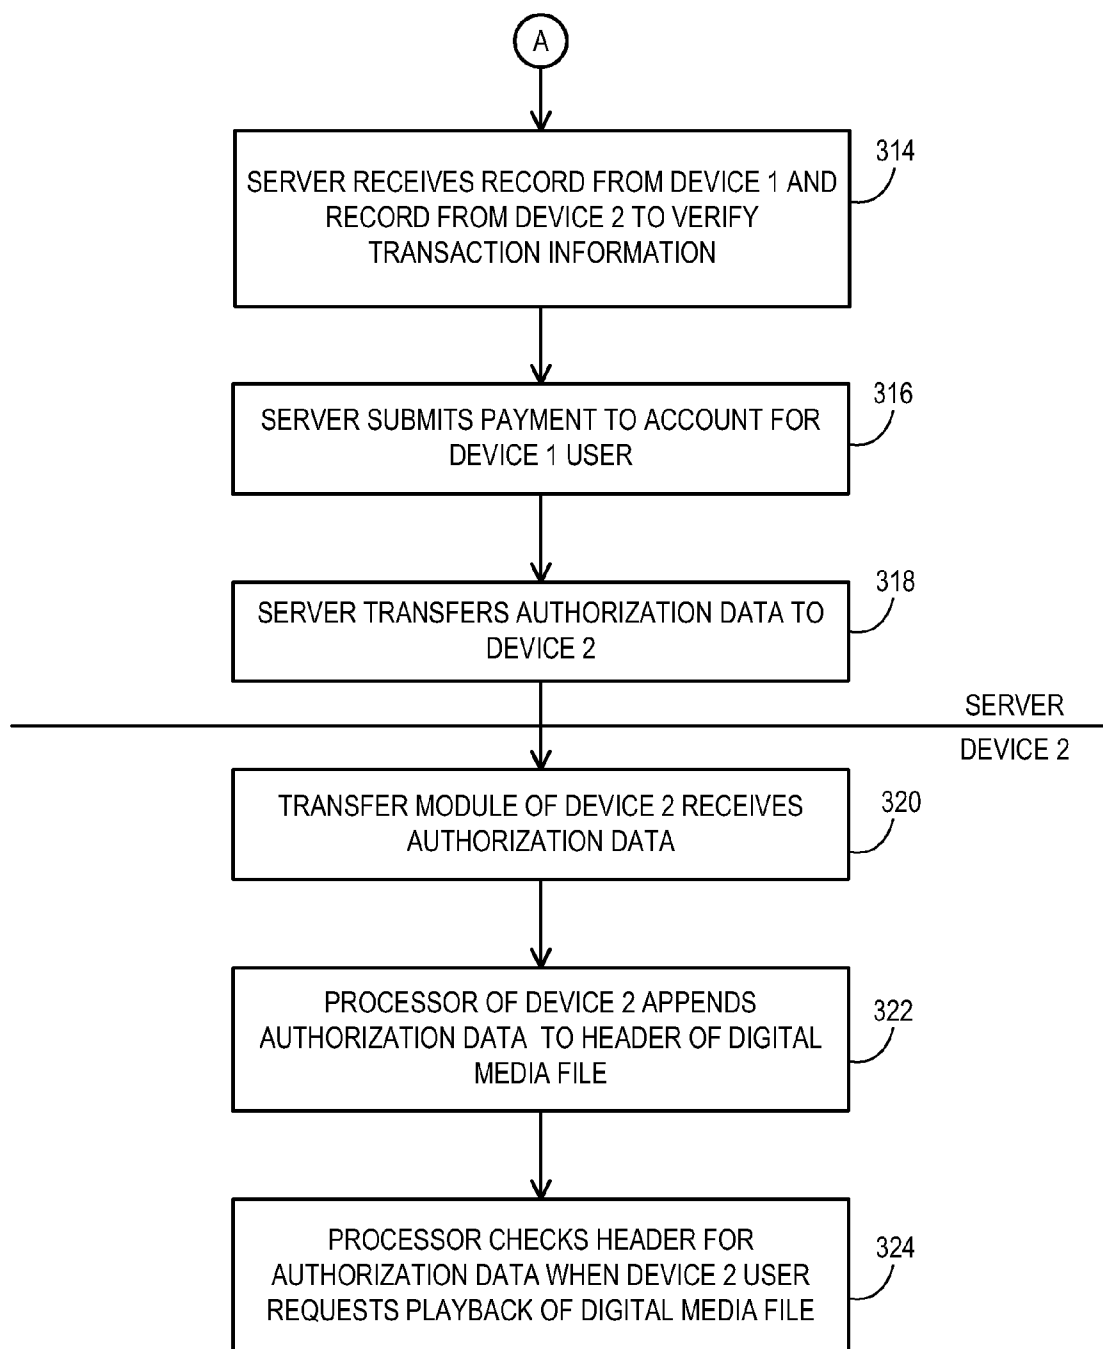 A
SERVER RECEIVES RECORD FROM DEVICE 1 AND
RECORD FROM DEVICE 2 TO VERIFY
TRANSACTION INFORMATION
314
SERVER SUBMITS PAYMENT TO ACCOUNT FOR
DEVICE 1 USER
316
SERVER TRANSFERS AUTHORIZATION DATA TO
DEVICE 2
318
SERVER
DEVICE 2
TRANSFER MODULE OF DEVICE 2 RECEIVES
AUTHORIZATION DATA
320
PROCESSOR OF DEVICE 2 APPENDS
AUTHORIZATION DATA TO HEADER OF DIGITAL
MEDIA FILE
322
PROCESSOR CHECKS HEADER FOR
AUTHORIZATION DATA WHEN DEVICE 2 USER
REQUESTS PLAYBACK OF DIGITAL MEDIA FILE
324